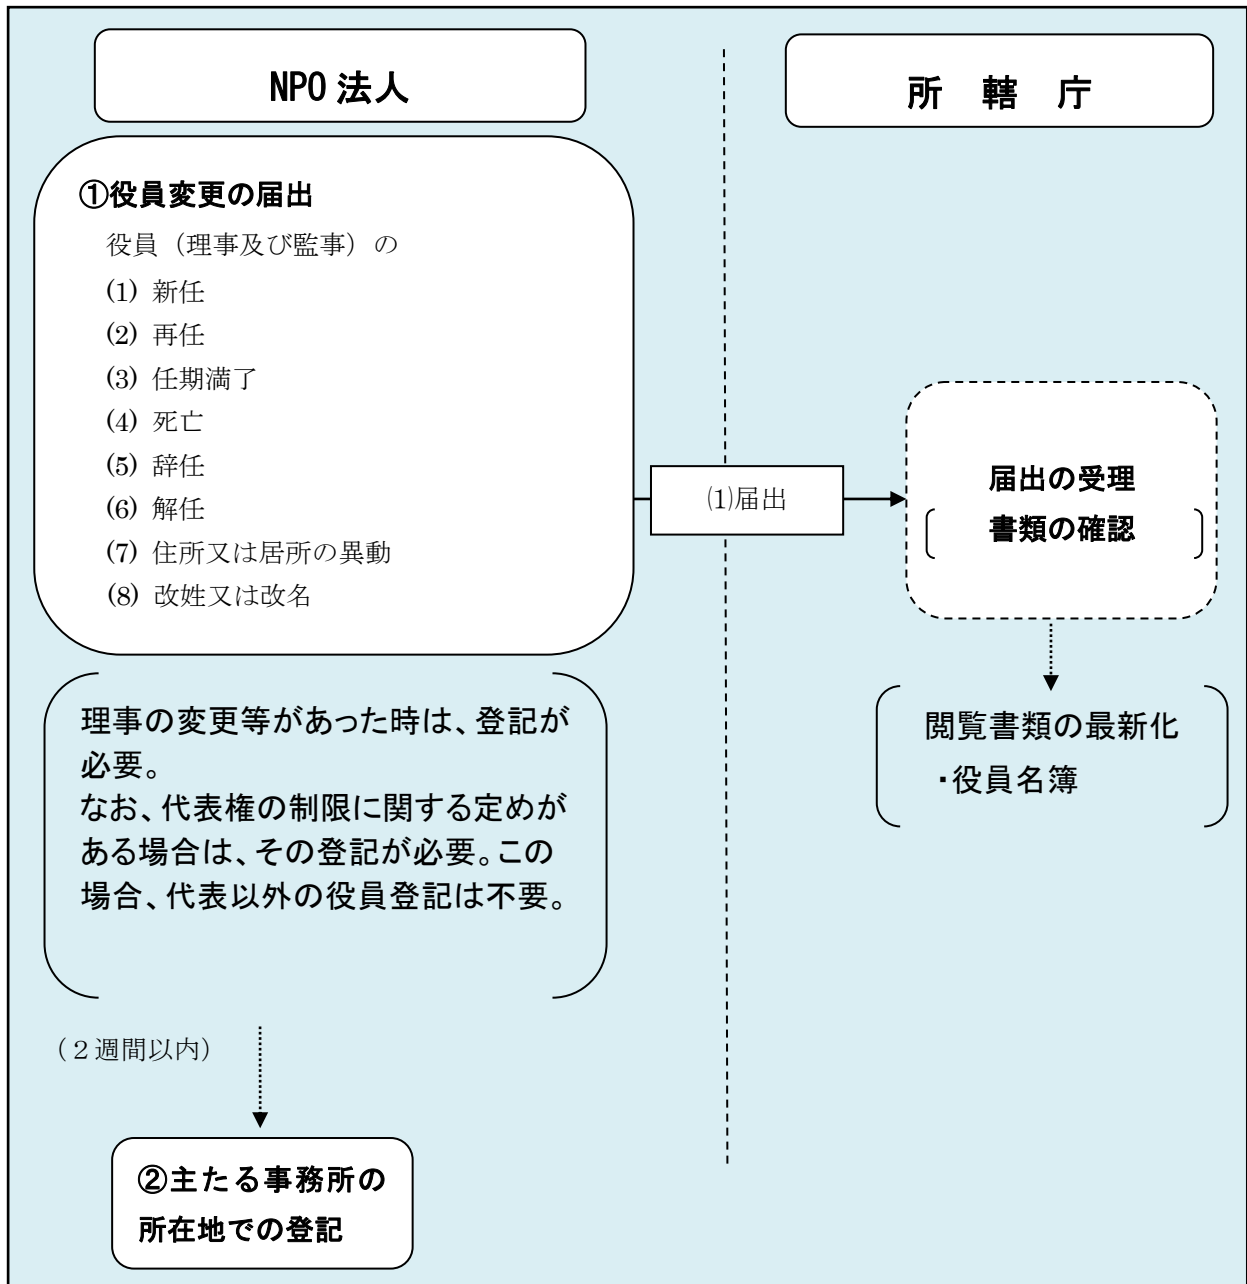 NPO 法人
①役員変更の届出
役員（理事及び監事）の
(1) 新任
(2) 再任
(3) 任期満了
(4) 死亡
(5) 辞任
(6) 解任
(7) 住所又は居所の異動
(8) 改姓又は改名
理事の変更等があった時は、登記が
必要。
なお、代表権の制限に関する定めが
ある場合は、その登記が必要。この
場合、代表以外の役員登記は不要。
（２週間以内）
②主たる事務所の
所在地での登記
⑴届出
所　轄　庁
届出の受理
書類の確認
閲覧書類の最新化
・役員名簿